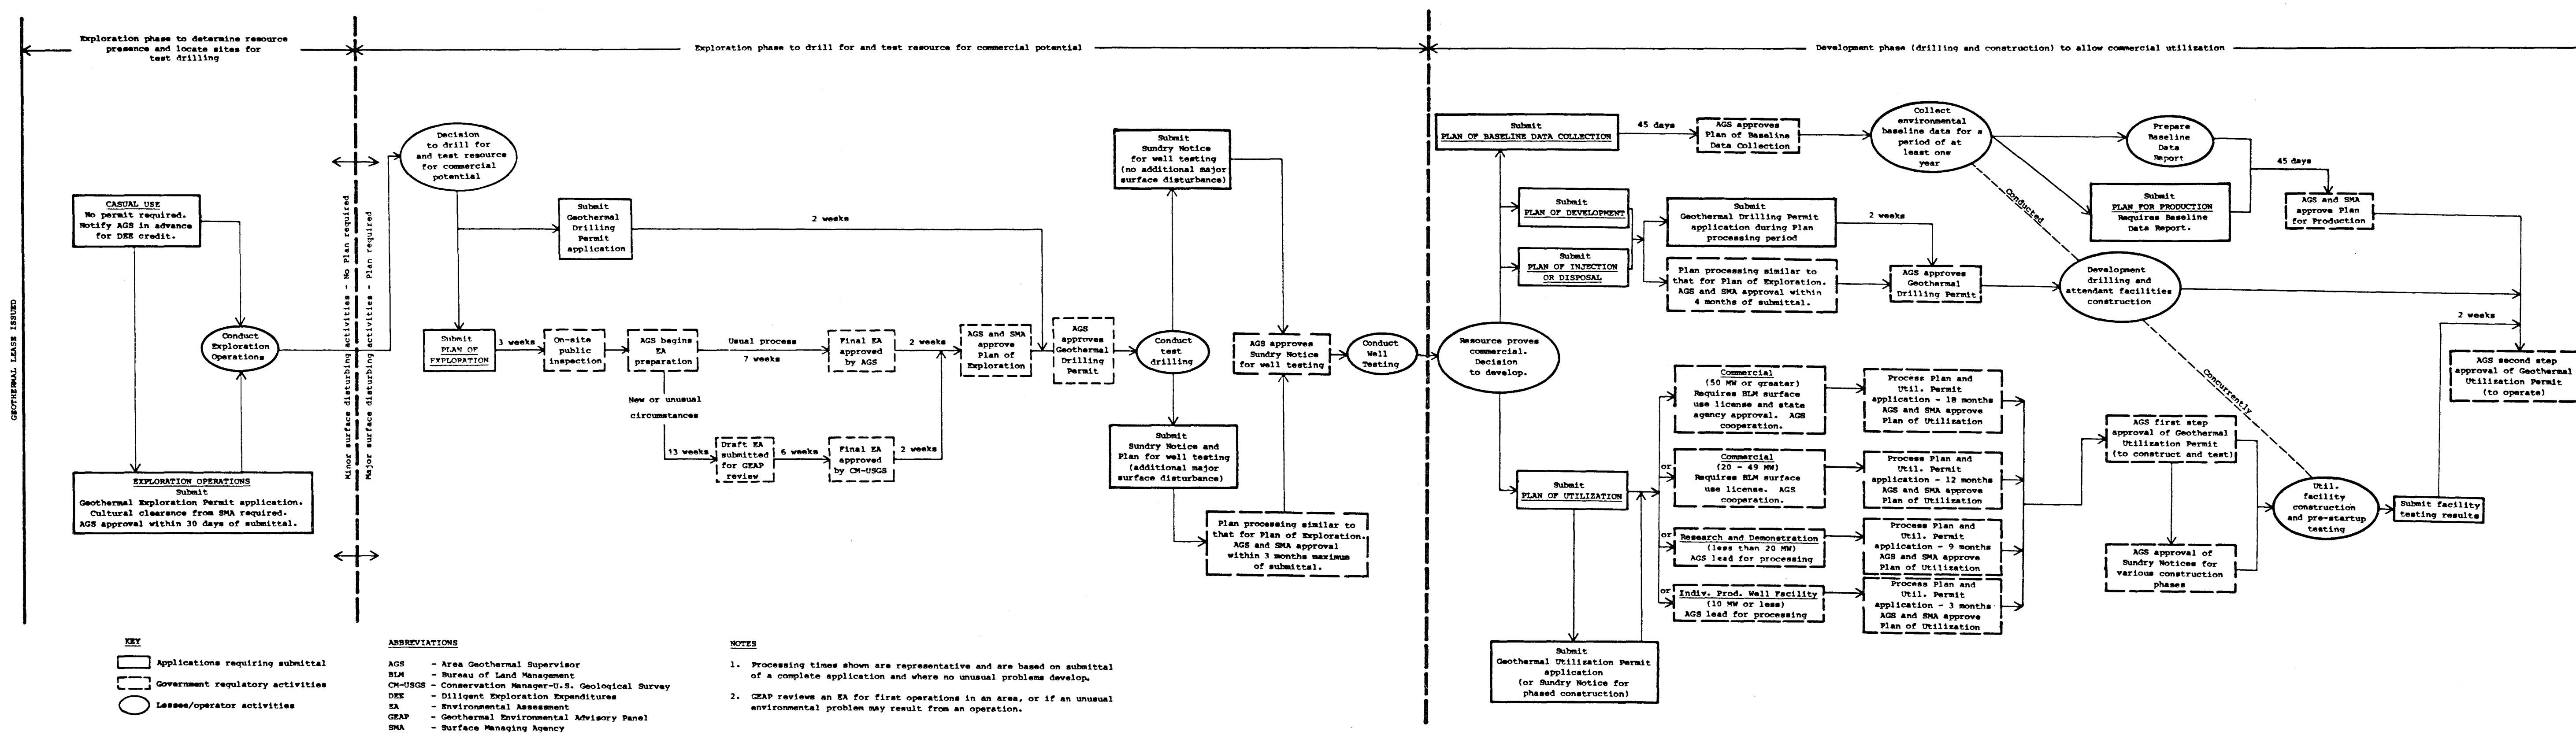 Exploration phase to determine resource
presence and locate sites for
test drilling
Exploration phase to drill for and test resource for commercial potential
Development phase (drilling and construction) to allow commercial utilization
GEOTHERMAL LEASE ISSUED
CASUAL USE
No permit required.
Notify AGS in advance
for DEE credit.
Conduct
Exploration
Operations
EXPLORATION OPERATIONS
Submit
Geothermal Exploration Permit application.
Cultural clearance from SMA required.
AGS approval within 30 days of submittal.
Minor surface disturbing activities - No Plan required
Major surface disturbing activities - Plan required
Decision
to drill for
and test resource
for commercial
potential
Submit
Geothermal
Drilling
Permit
application
2 weeks
Submit
PLAN OF
EXPLORATION
3 weeks
On-site
public
inspection
AGS begins
EA
preparation
Usual process
7 weeks
Final EA
approved
by AGS
2 weeks
New or unusual
circumstances
13 weeks
Draft EA
submitted
for GEAP
review
6 weeks
Final EA
approved
by CM-USGS
2 weeks
AGS and SMA
approve
Plan of
Exploration
AGS
approves
Geothermal
Drilling
Permit
Conduct
test
drilling
Submit
Sundry Notice
for well testing
(no additional major
surface disturbance)
Submit
Sundry Notice and
Plan for well testing
(additional major
surface disturbance)
Plan processing similar to
that for Plan of Exploration.
AGS and SMA approval
within 3 months maximum
of submittal.
AGS approves
Sundry Notice
for well testing
Conduct
Well
Testing
Resource proves
commercial.
Decision
to develop.
Submit
PLAN OF BASELINE DATA COLLECTION
45 days
AGS approves
Plan of Baseline
Data Collection
Collect
environmental
baseline data for a
period of at
least one
year
Prepare
Baseline
Data
Report
45 days
Submit
PLAN FOR PRODUCTION
Requires Baseline
Data Report.
AGS and SMA
approve Plan
for Production
Submit
PLAN OF DEVELOPMENT
Submit
PLAN OF INJECTION
OR DISPOSAL
Submit
Geothermal Drilling Permit
application during Plan
processing period
2 weeks
Plan processing similar to
that for Plan of Exploration.
AGS and SMA approval within
4 months of submittal.
AGS approves
Geothermal
Drilling Permit
Conducted
Development
drilling and
attendant facilities
construction
Concurrently
2 weeks
AGS second step
approval of Geothermal
Utilization Permit
(to operate)
Submit
PLAN OF UTILIZATION
Submit
Geothermal Utilization Permit
application
(or Sundry Notice for
phased construction)
Commercial
(50 MW or greater)
Requires BLM surface
use license and state
agency approval. AGS
cooperation.
Process Plan and
Util. Permit
application - 18 months
AGS and SMA approve
Plan of Utilization
or
Commercial
(20 - 49 MW)
Requires BLM surface
use license. AGS
cooperation.
Process Plan and
Util. Permit
application - 12 months
AGS and SMA approve
Plan of Utilization
or
Research and Demonstration
(less than 20 MW)
AGS lead for processing
Process Plan and
Util. Permit
application - 9 months
AGS and SMA approve
Plan of Utilization
or
Indiv. Prod. Well Facility
(10 MW or less)
AGS lead for processing
Process Plan and
Util. Permit
application - 3 months
AGS and SMA approve
Plan of Utilization
AGS first step
approval of Geothermal
Utilization Permit
(to construct and test)
AGS approval of
Sundry Notices for
various construction
phases
Util.
facility
construction
and pre-startup
testing
Submit facility
testing results
KEY
Applications requiring submittal
Government regulatory activities
Lessee/operator activities
ABBREVIATIONS
AGS - Area Geothermal Supervisor
BLM - Bureau of Land Management
CM-USGS - Conservation Manager-U.S. Geological Survey
DEE - Diligent Exploration Expenditures
EA - Environmental Assessment
GEAP - Geothermal Environmental Advisory Panel
SMA - Surface Managing Agency
NOTES
1. Processing times shown are representative and are based on submittal
of a complete application and where no unusual problems develop.
2. GEAP reviews an EA for first operations in an area, or if an unusual
environmental problem may result from an operation.